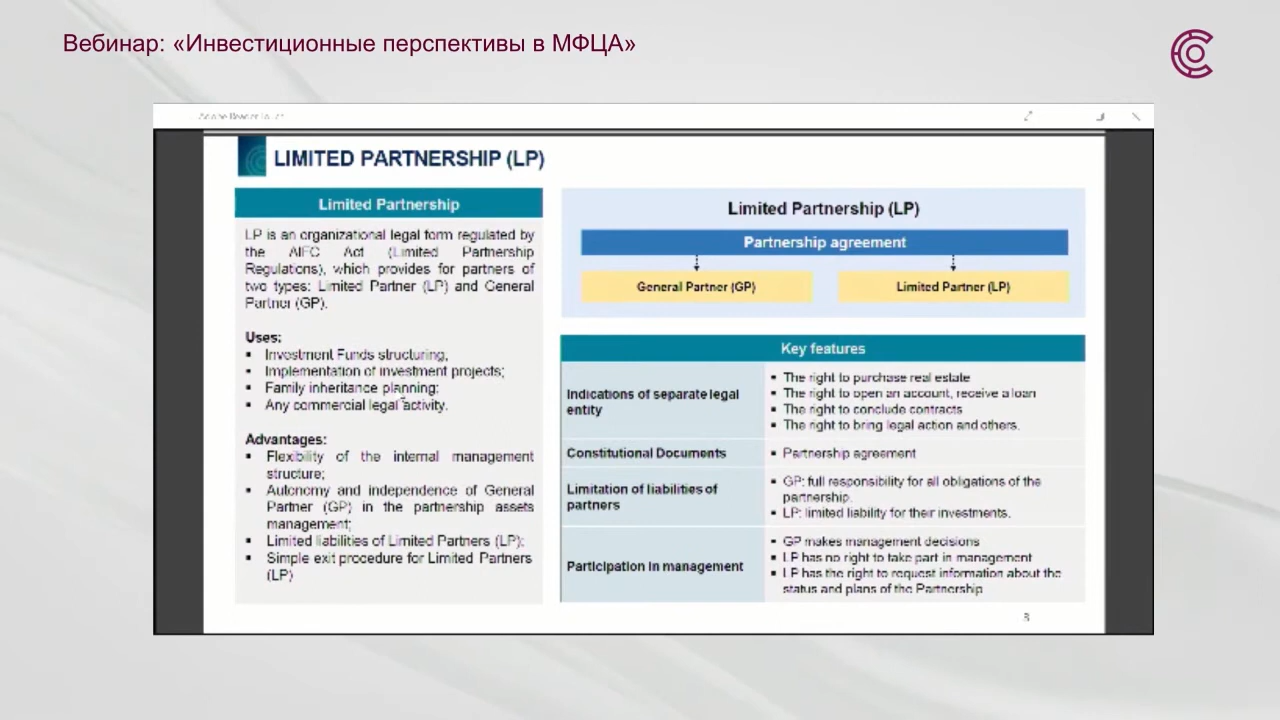 Вебинар: «Инвестиционные перспективы в МФЦА»
LIMITED PARTNERSHIP (LP)
Limited Partnership
LP is an organizational legal form regulated by
the AIFC Act (Limited Partnership
Regulations), which provides for partners of
two types: Limited Partner (LP) and General
Partner (GP).
Uses:
▪ Investment Funds structuring,
▪ Implementation of investment projects;
▪ Family inheritance planning;
▪ Any commercial legal activity.
Advantages:
▪ Flexibility of the internal management
structure;
▪ Autonomy and independence of General
Partner (GP) in the partnership assets
management;
▪ Limited liabilities of Limited Partners (LP);
▪ Simple exit procedure for Limited Partners
(LP)
Limited Partnership (LP)
Partnership agreement
General Partner (GP)
Limited Partner (LP)
Key features
Indications of separate legal
entity
▪ The right to purchase real estate
▪ The right to open an account, receive a loan
▪ The right to conclude contracts
▪ The right to bring legal action and others.
Constitutional Documents
▪ Partnership agreement
Limitation of liabilities of
partners
▪ GP: full responsibility for all obligations of the
partnership.
▪ LP: limited liability for their investments.
Participation in management
▪ GP makes management decisions
▪ LP has no right to take part in management
▪ LP has the right to request information about the
status and plans of the Partnership